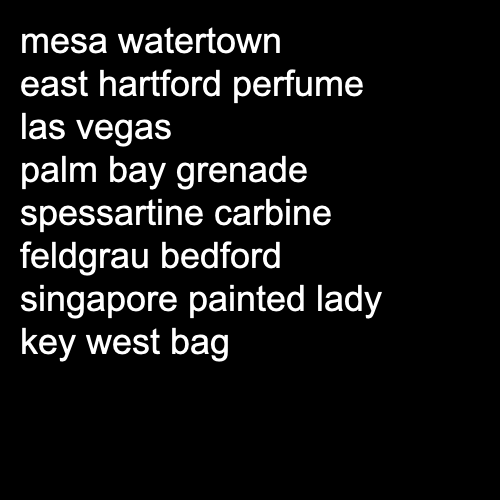 mesa watertown
east hartford perfume
las vegas
palm bay grenade
spessartine carbine
feldgrau bedford
singapore painted lady
key west bag